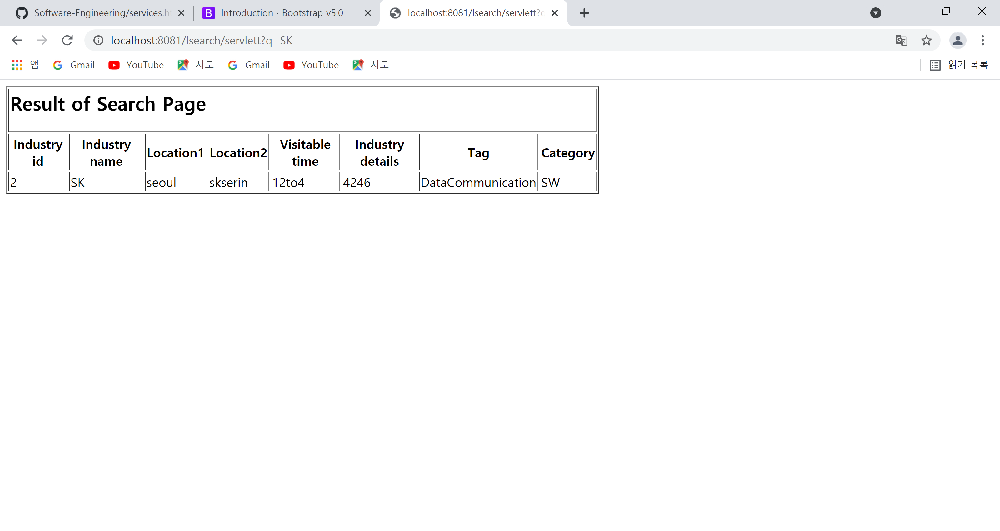 Software-Engineering/services.ht
Introduction · Bootstrap v5.0
localhost:8081/Isearch/servlett?q
localhost:8081/Isearch/servlett?q=SK
앱 Gmail YouTube 지도 Gmail YouTube 지도 읽기 목록
Result of Search Page
Industry id Industry name Location1 Location2 Visitable time Industry details Tag Category
2 SK seoul skserin 12to4 4246 DataCommunication SW